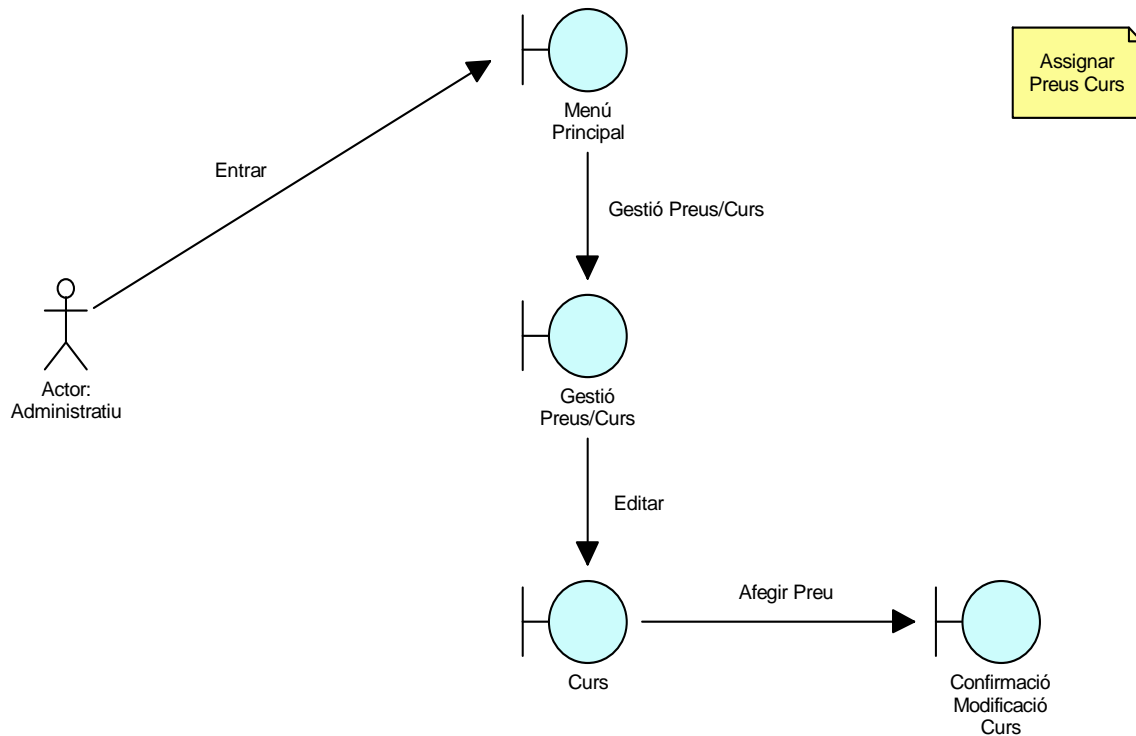 Menú
Principal
Assignar
Preus Curs
Entrar
Gestió Preus/Curs
Actor:
Administratiu
Gestió
Preus/Curs
Editar
Afegir Preu
Curs
Confirmació
Modificació
Curs